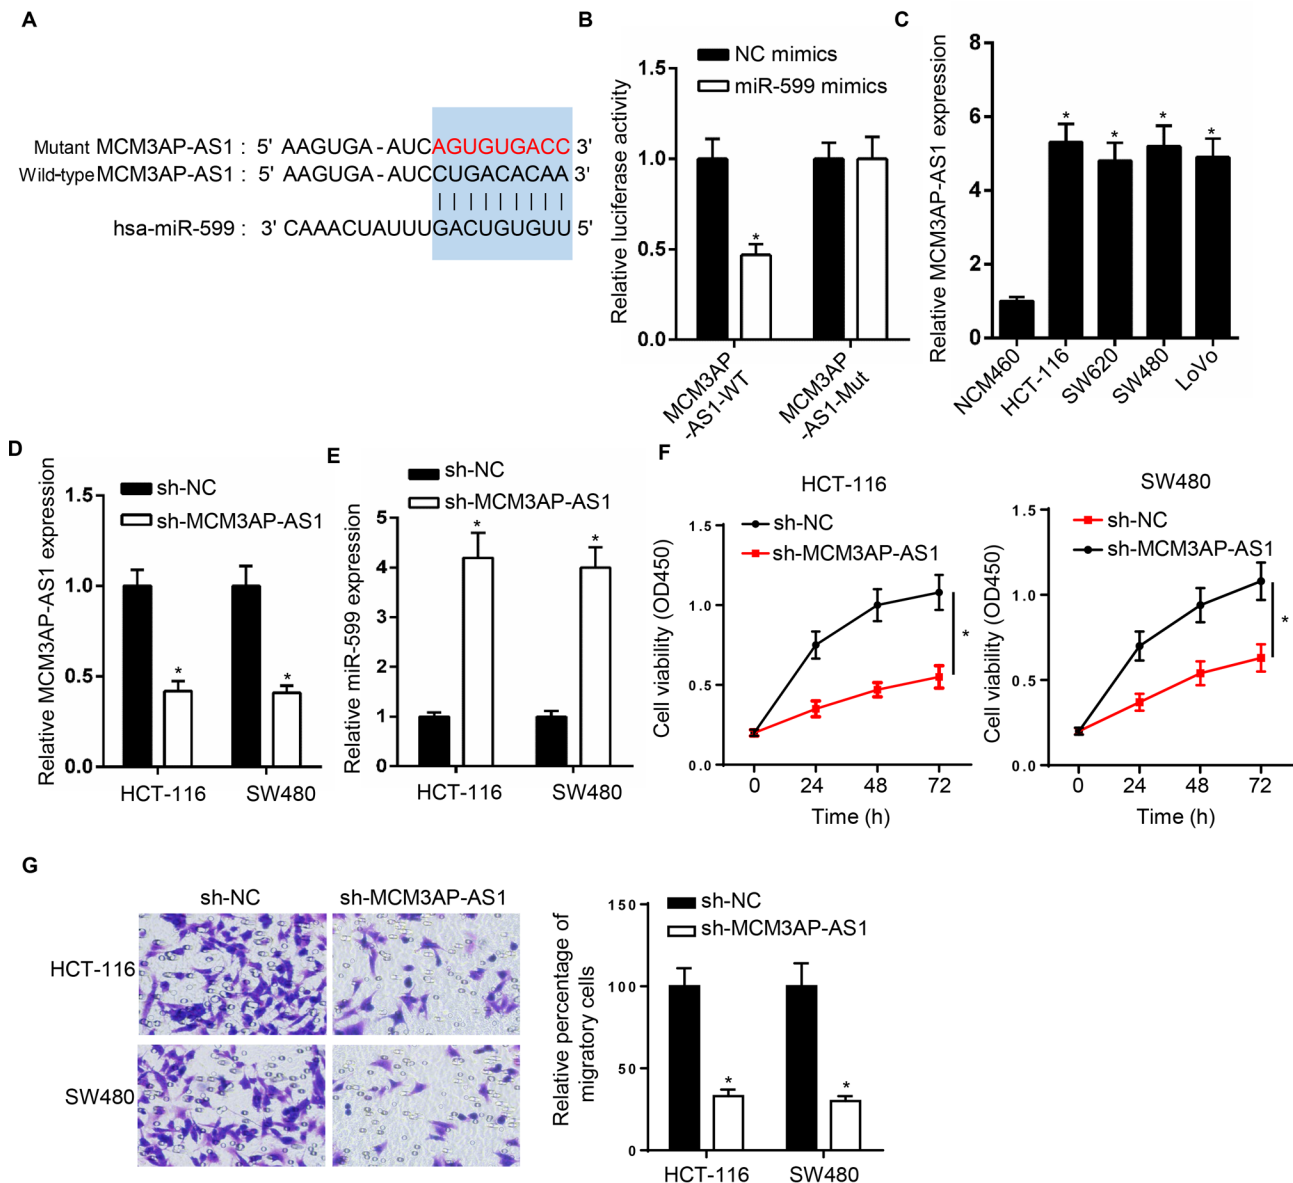 A
Mutant MCM3AP-AS1 : 5' AAGUGA - AUCAGUGUGACC 3'
Wild-type MCM3AP-AS1 : 5' AAGUGA - AUCCUGACACAA 3'
| | | | | | | | |
hsa-miR-599 : 3' CAAACUAUUUGACUGUGUU 5'
B
NC mimics
miR-599 mimics
Relative luciferase activity
1.5
1.0
0.5
0.0
*
MCM3AP
-AS1-WT
MCM3AP
-AS1-Mut
C
Relative MCM3AP-AS1 expression
8
6
4
2
0
* * * *
NCM460
HCT-116
SW620
SW480
LoVo
D
sh-NC
sh-MCM3AP-AS1
Relative MCM3AP-AS1 expression
1.5
1.0
0.5
0.0
* *
HCT-116 SW480
E
sh-NC
sh-MCM3AP-AS1
Relative miR-599 expression
5
4
3
2
1
0
* *
HCT-116 SW480
F
HCT-116
sh-NC
sh-MCM3AP-AS1
Cell viability (OD450)
1.5
1.0
0.5
0.0
*
0 24 48 72
Time (h)
SW480
sh-NC
sh-MCM3AP-AS1
Cell viability (OD450)
1.5
1.0
0.5
0.0
*
0 24 48 72
Time (h)
G
sh-NC sh-MCM3AP-AS1
HCT-116
SW480
Relative percentage of
migratory cells
sh-NC
sh-MCM3AP-AS1
150
100
50
0
* *
HCT-116 SW480